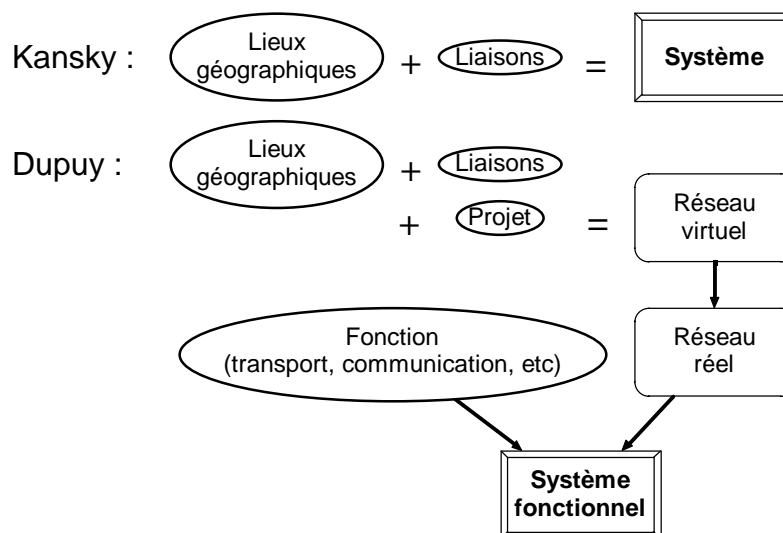 Kansky :
Lieux
géographiques
+
Liaisons
=
Système
Dupuy :
Lieux
géographiques
+
Liaisons
+
Projet
=
Réseau
virtuel
Fonction
(transport, communication, etc)
Réseau
réel
Système
fonctionnel